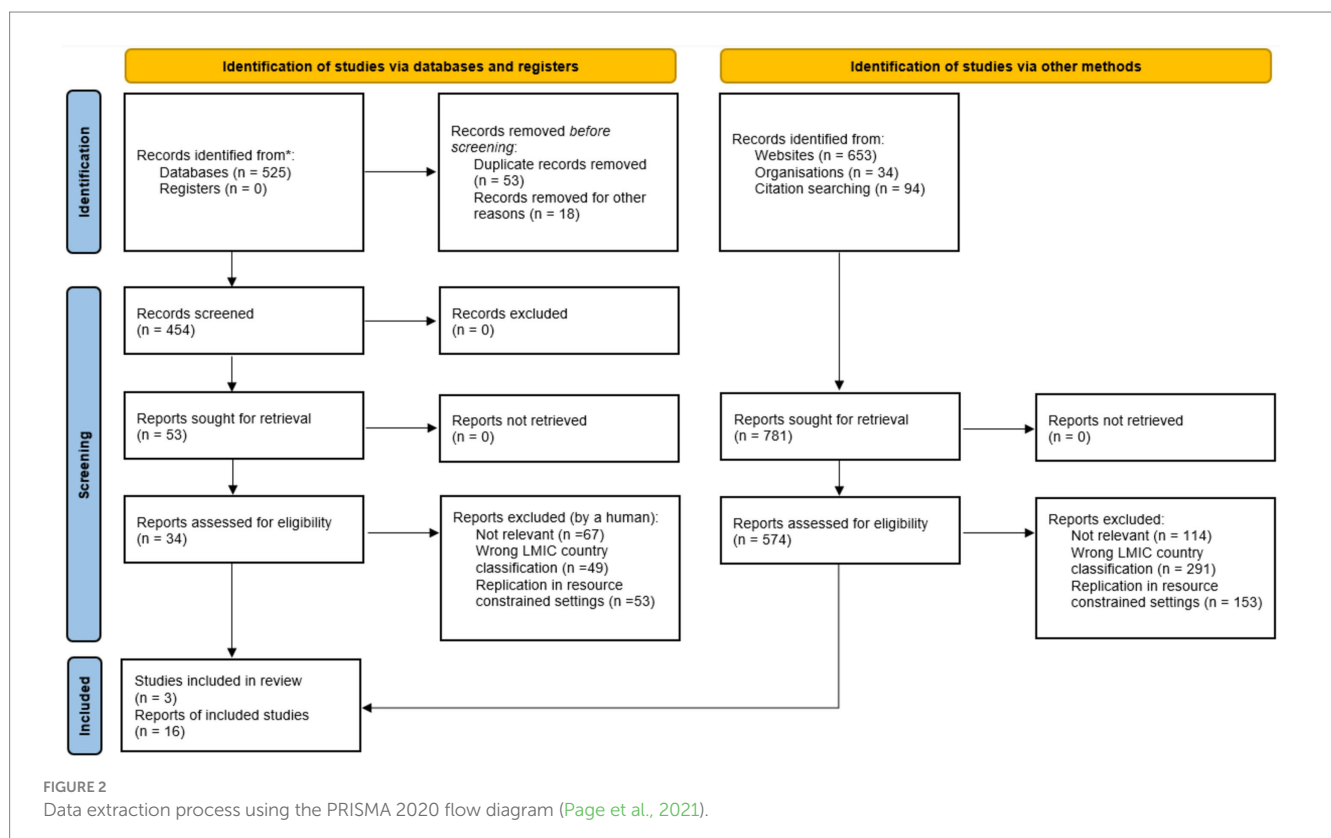 Identification of studies via databases and registers
Identification of studies via other methods
Identification
Records identified from*:
Databases (n = 525)
Registers (n = 0)
Records removed before
screening:
Duplicate records removed
(n = 53)
Records removed for other
reasons (n = 18)
Records identified from:
Websites (n = 653)
Organisations (n = 34)
Citation searching (n = 94)
Screening
Records screened
(n = 454)
Records excluded
(n = 0)
Reports sought for retrieval
(n = 53)
Reports not retrieved
(n = 0)
Reports sought for retrieval
(n = 781)
Reports not retrieved
(n = 0)
Reports assessed for eligibility
(n = 34)
Reports excluded (by a human):
Not relevant (n =67)
Wrong LMIC country
classification (n =49)
Replication in resource
constrained settings (n =53)
Reports assessed for eligibility
(n = 574)
Reports excluded:
Not relevant (n = 114)
Wrong LMIC country
classification (n = 291)
Replication in resource
constrained settings (n = 153)
Included
Studies included in review
(n = 3)
Reports of included studies
(n = 16)
FIGURE 2
Data extraction process using the PRISMA 2020 flow diagram (Page et al., 2021).